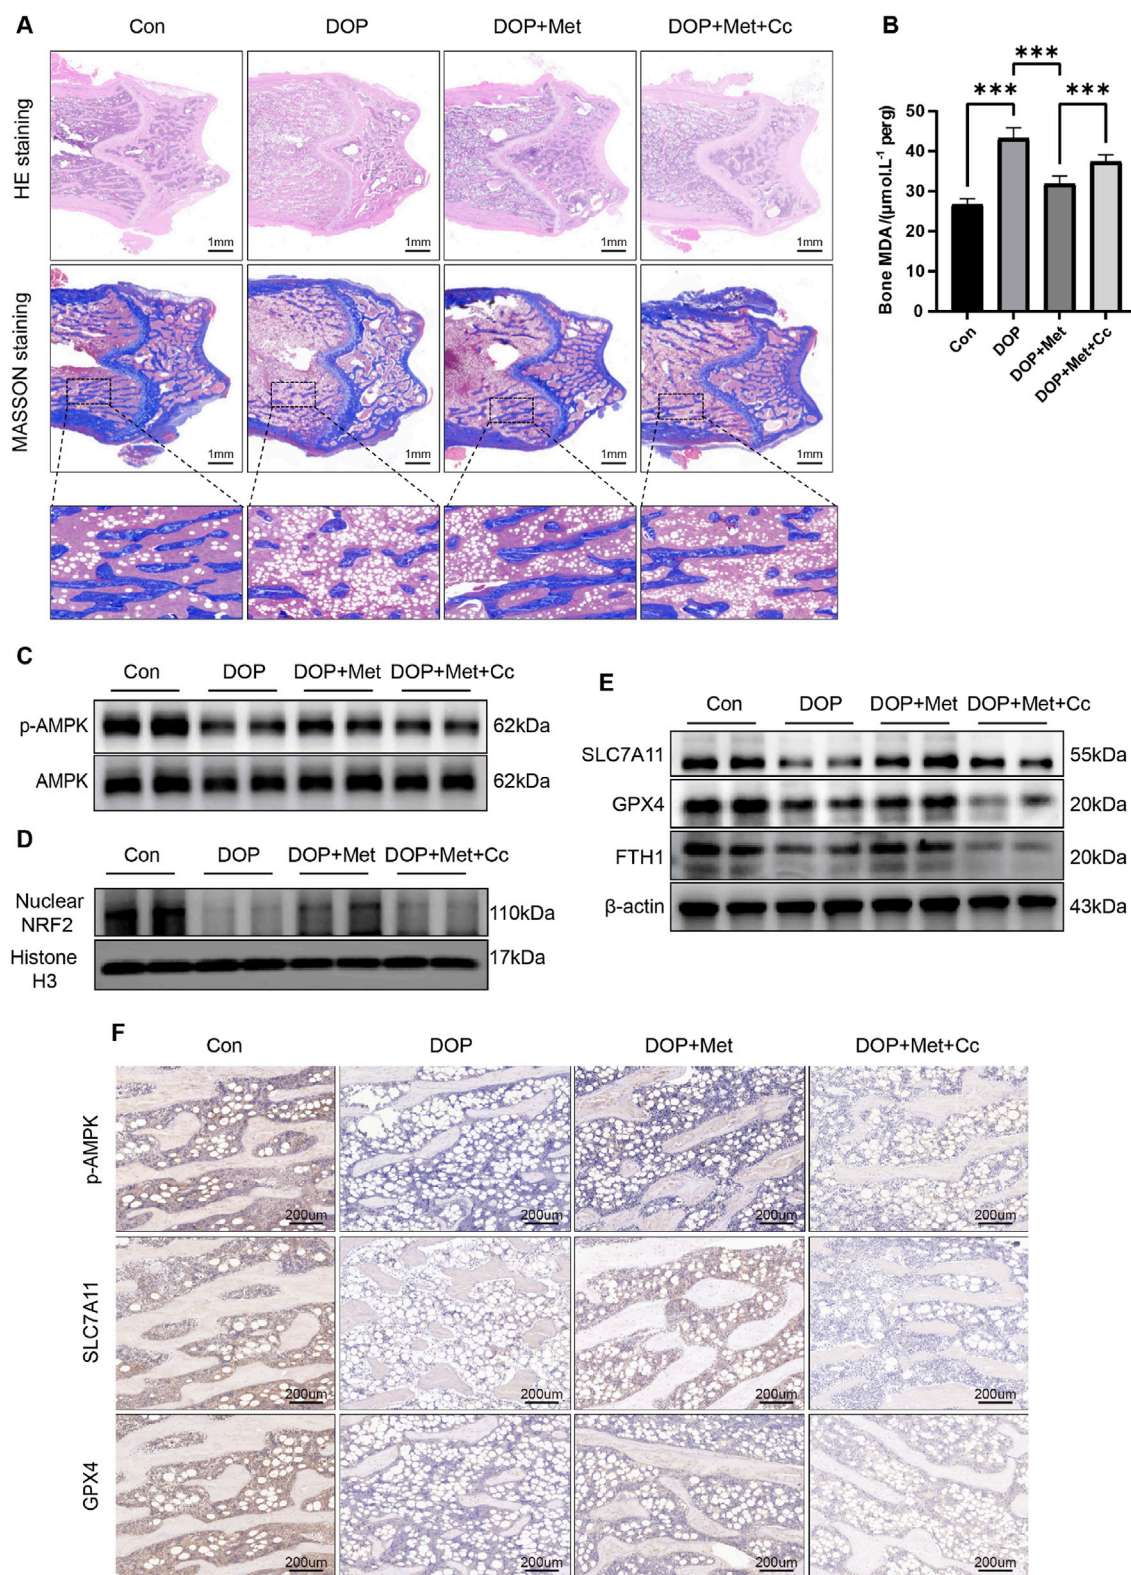 A
Con DOP DOP+Met DOP+Met+Cc
HE staining
1mm 1mm 1mm 1mm
MASSON staining
1mm 1mm 1mm 1mm
B
***
*** ***
Bone MDA/(μmol.L⁻¹ perg)
50
40
30
20
10
0
Con DOP DOP+Met DOP+Met+Cc
C
Con DOP DOP+Met DOP+Met+Cc
p-AMPK 62kDa
AMPK 62kDa
D
Con DOP DOP+Met DOP+Met+Cc
Nuclear
NRF2 110kDa
Histone
H3 17kDa
E
Con DOP DOP+Met DOP+Met+Cc
SLC7A11 55kDa
GPX4 20kDa
FTH1 20kDa
β-actin 43kDa
F
Con DOP DOP+Met DOP+Met+Cc
p-AMPK
200um 200um 200um 200um
SLC7A11
200um 200um 200um 200um
GPX4
200um 200um 200um 200um